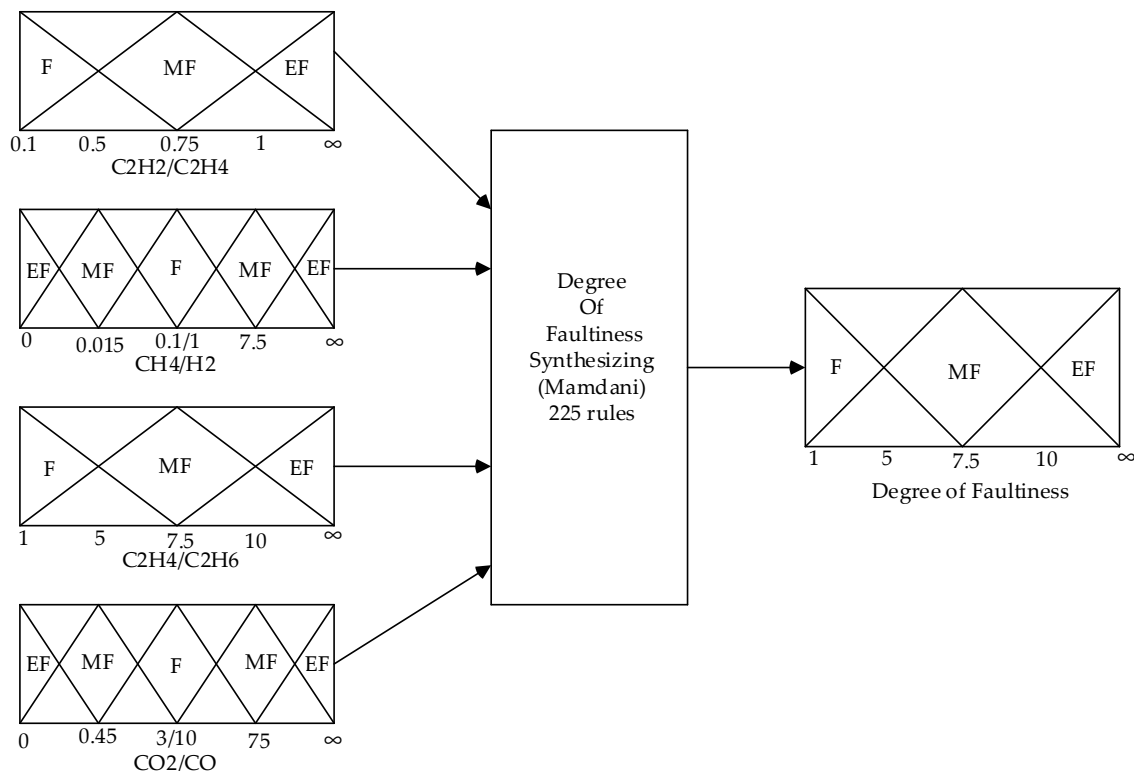 F MF EF
0.1 0.5 0.75 1 ∞
C2H2/C2H4
EF MF F MF EF
0 0.015 0.1/1 7.5 ∞
CH4/H2
F MF EF
1 5 7.5 10 ∞
C2H4/C2H6
EF MF F MF EF
0 0.45 3/10 75 ∞
CO2/CO
Degree
Of
Faultiness
Synthesizing
(Mamdani)
225 rules
F MF EF
1 5 7.5 10 ∞
Degree of Faultiness